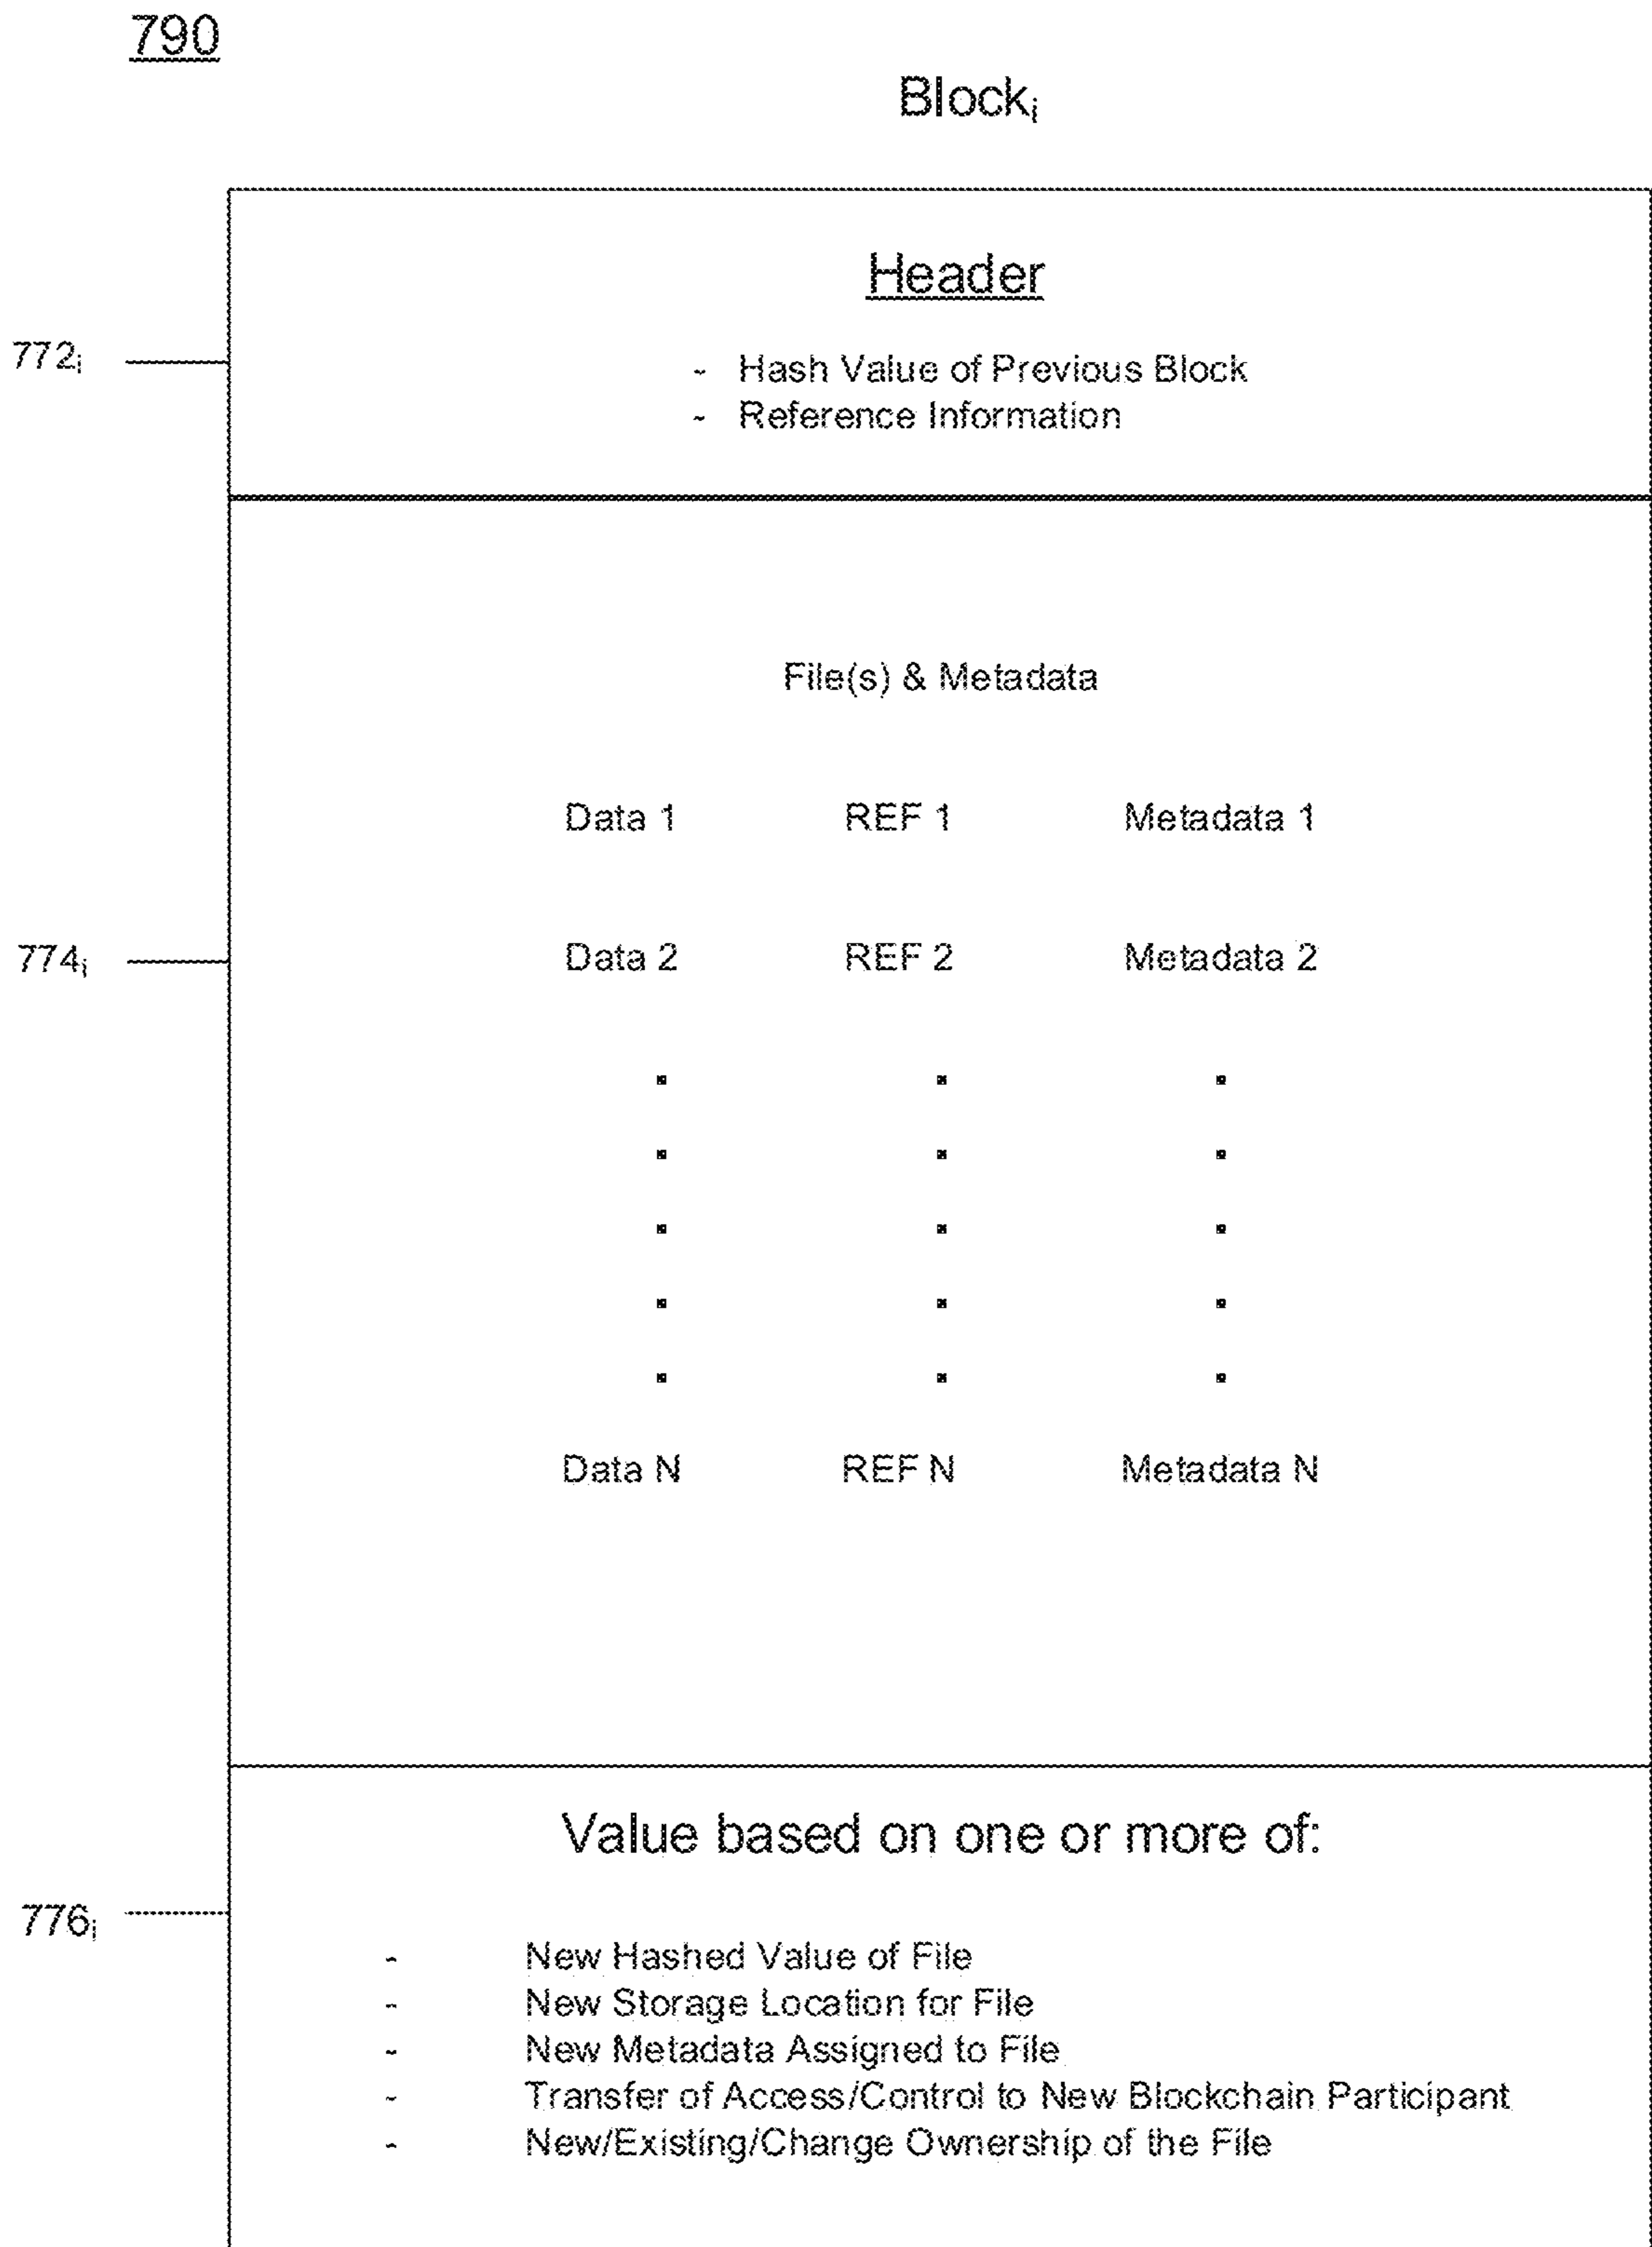 790
Blockᵢ
Header
772ᵢ
- Hash Value of Previous Block
- Reference Information
File(s) & Metadata
Data 1 REF 1 Metadata 1
774ᵢ Data 2 REF 2 Metadata 2
Data N REF N Metadata N
Value based on one or more of:
776ᵢ
- New Hashed Value of File
- New Storage Location for File
- New Metadata Assigned to File
- Transfer of Access/Control to New Blockchain Participant
- New/Existing/Change Ownership of the File